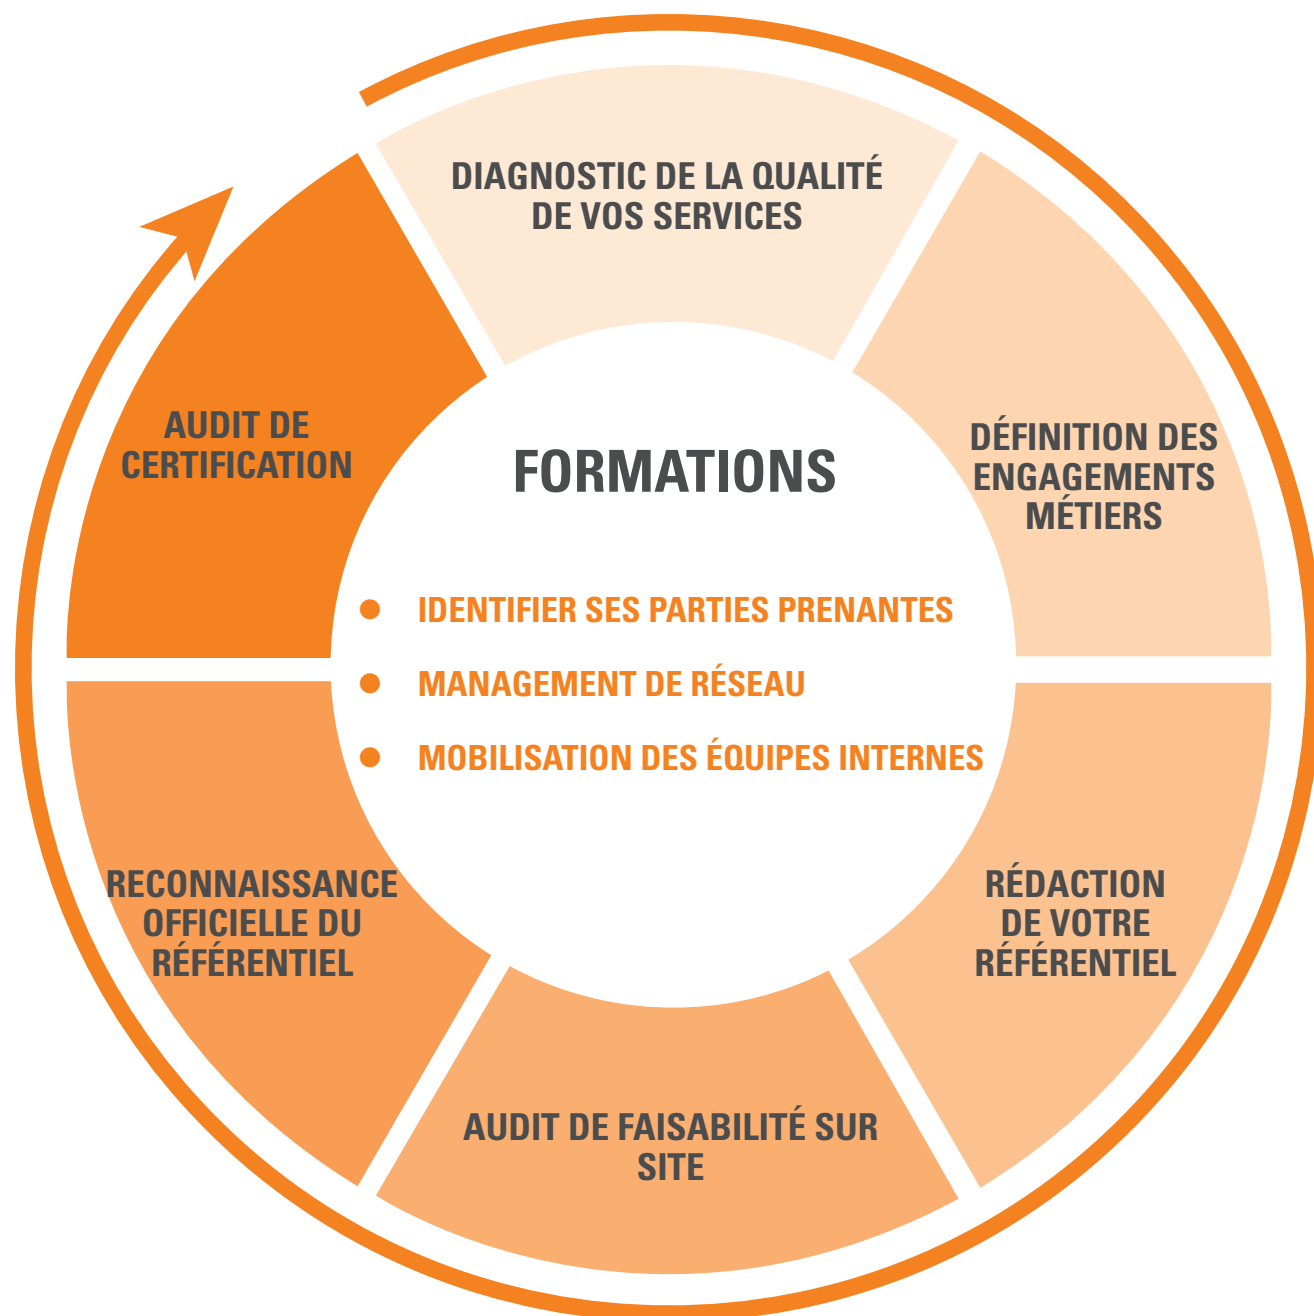 DIAGNOSTIC DE LA QUALITÉ
DE VOS SERVICES
DÉFINITION DES
ENGAGEMENTS
MÉTIERS
RÉDACTION
DE VOTRE
RÉFÉRENTIEL
AUDIT DE FAISABILITÉ SUR
SITE
RECONNAISSANCE
OFFICIELLE DU
RÉFÉRENTIEL
AUDIT DE
CERTIFICATION
FORMATIONS
● IDENTIFIER SES PARTIES PRENANTES
● MANAGEMENT DE RÉSEAU
● MOBILISATION DES ÉQUIPES INTERNES